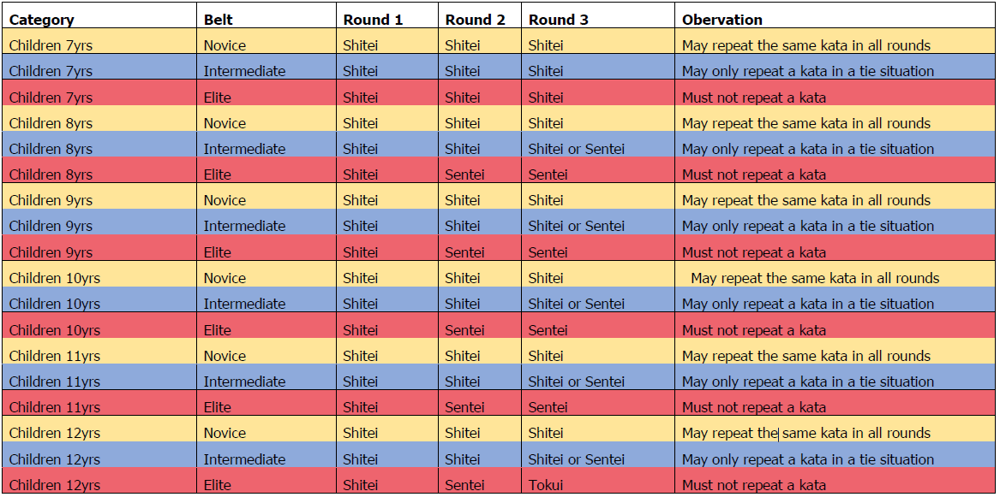 Category Belt Round 1 Round 2 Round 3 Obervation
Children 7yrs Novice Shitei Shitei Shitei May repeat the same kata in all rounds
Children 7yrs Intermediate Shitei Shitei Shitei May only repeat a kata in a tie situation
Children 7yrs Elite Shitei Shitei Shitei Must not repeat a kata
Children 8yrs Novice Shitei Shitei Shitei May repeat the same kata in all rounds
Children 8yrs Intermediate Shitei Shitei Shitei or Sentei May only repeat a kata in a tie situation
Children 8yrs Elite Shitei Sentei Sentei Must not repeat a kata
Children 9yrs Novice Shitei Shitei Shitei May repeat the same kata in all rounds
Children 9yrs Intermediate Shitei Shitei Shitei or Sentei May only repeat a kata in a tie situation
Children 9yrs Elite Shitei Sentei Sentei Must not repeat a kata
Children 10yrs Novice Shitei Shitei Shitei May repeat the same kata in all rounds
Children 10yrs Intermediate Shitei Shitei Shitei or Sentei May only repeat a kata in a tie situation
Children 10yrs Elite Shitei Sentei Sentei Must not repeat a kata
Children 11yrs Novice Shitei Shitei Shitei May repeat the same kata in all rounds
Children 11yrs Intermediate Shitei Shitei Shitei or Sentei May only repeat a kata in a tie situation
Children 11yrs Elite Shitei Sentei Sentei Must not repeat a kata
Children 12yrs Novice Shitei Shitei Shitei May repeat the same kata in all rounds
Children 12yrs Intermediate Shitei Shitei Shitei or Sentei May only repeat a kata in a tie situation
Children 12yrs Elite Shitei Sentei Tokui Must not repeat a kata